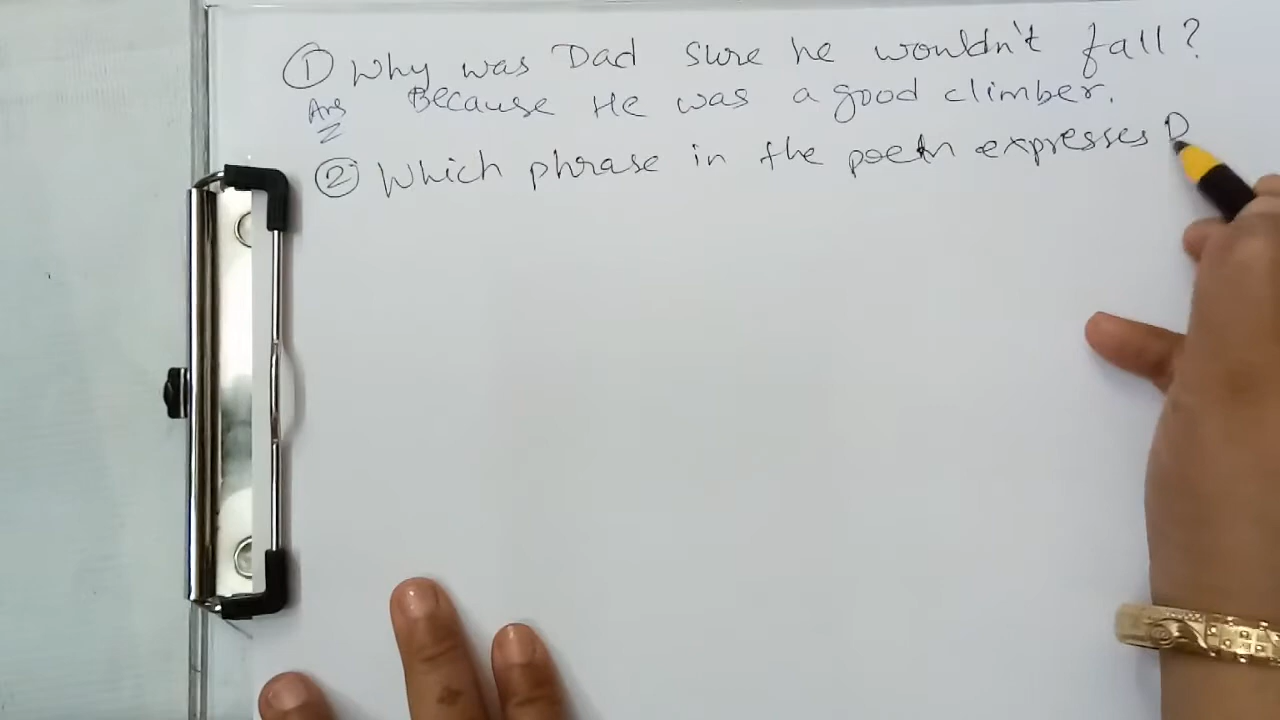 ① Why was Dad sure he wouldn't fall?
Ans Because He was a good climber.
② Which phrase in the poem expresses D